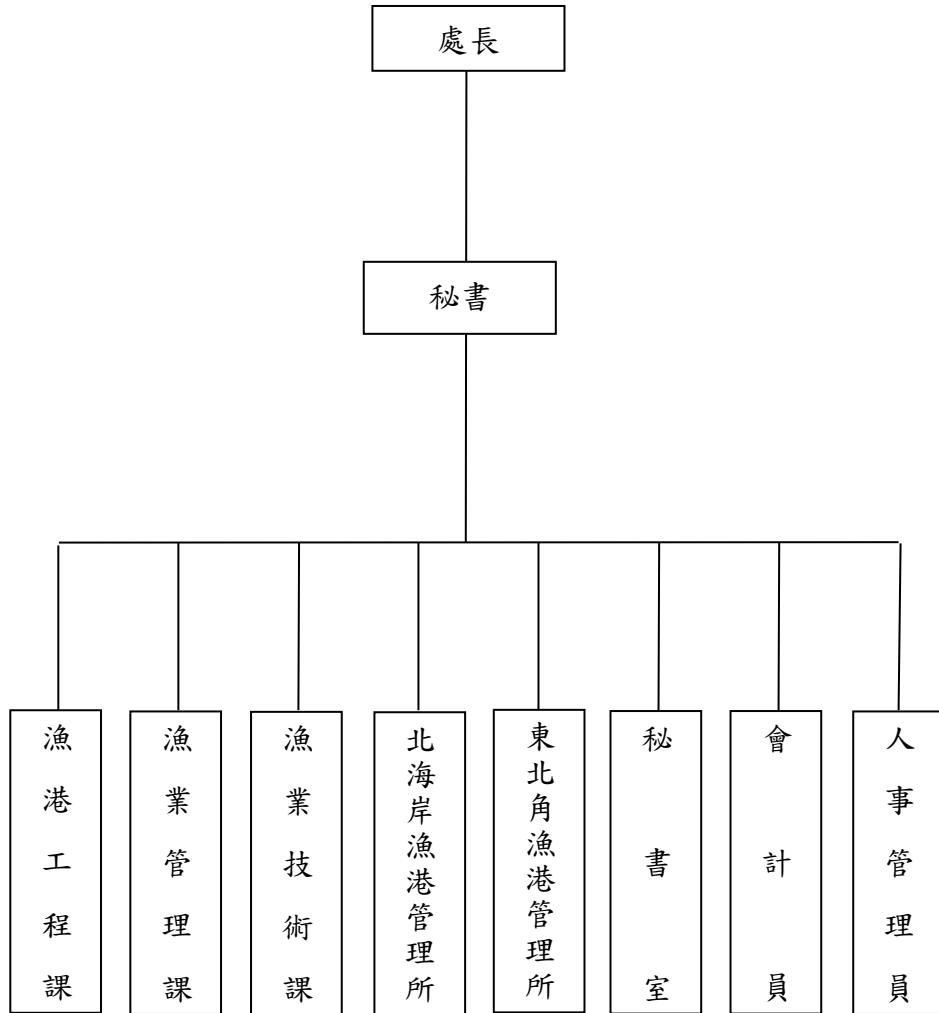 處長
秘書
漁港工程課
漁業管理課
漁業技術課
北海岸漁港管理所
東北角漁港管理所
秘書室
會計員
人事管理員